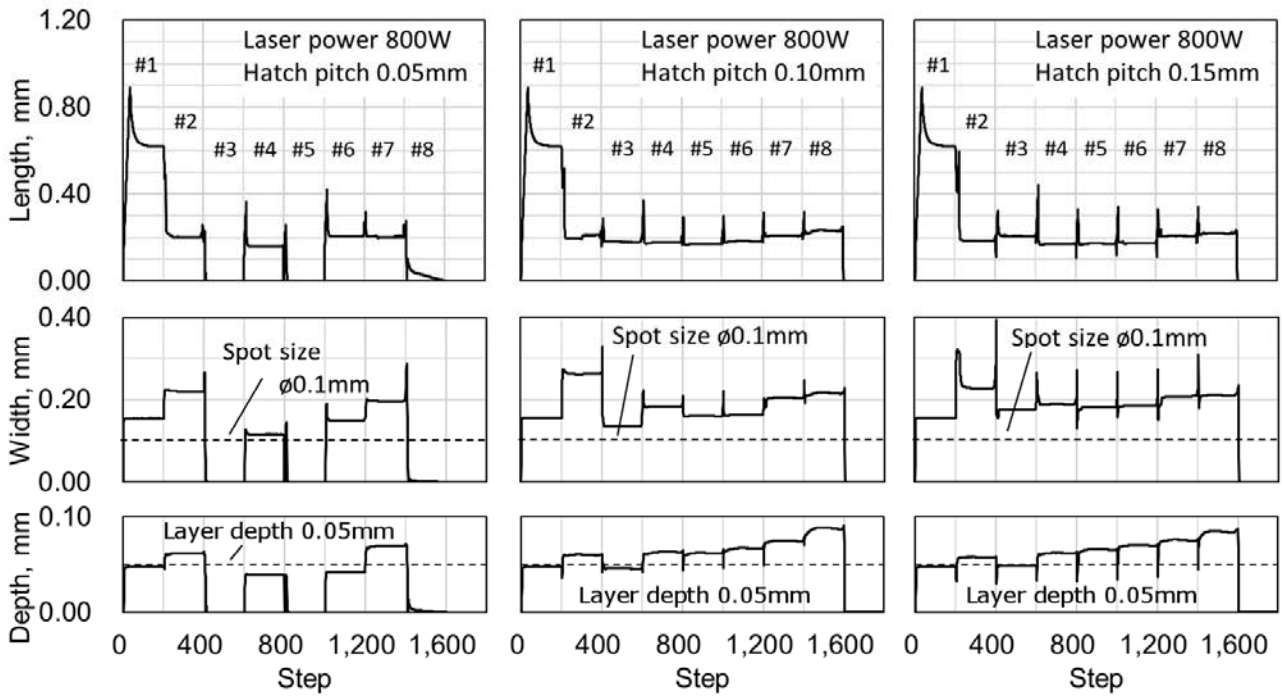 1.20
0.80
0.40
0.00
Length, mm
Laser power 800W
Hatch pitch 0.05mm
#1
#2
#3 #4 #5 #6 #7 #8
Laser power 800W
Hatch pitch 0.10mm
#1
#2
#3 #4 #5 #6 #7 #8
Laser power 800W
Hatch pitch 0.15mm
#1
#2
#3 #4 #5 #6 #7 #8
0.40
0.20
0.00
Width, mm
Spot size
ø0.1mm
Spot size ø0.1mm
Spot size ø0.1mm
0.10
0.00
Depth, mm
Layer depth 0.05mm
Layer depth 0.05mm
Layer depth 0.05mm
0 400 800 1,200 1,600
Step
0 400 800 1,200 1,600
Step
0 400 800 1,200 1,600
Step